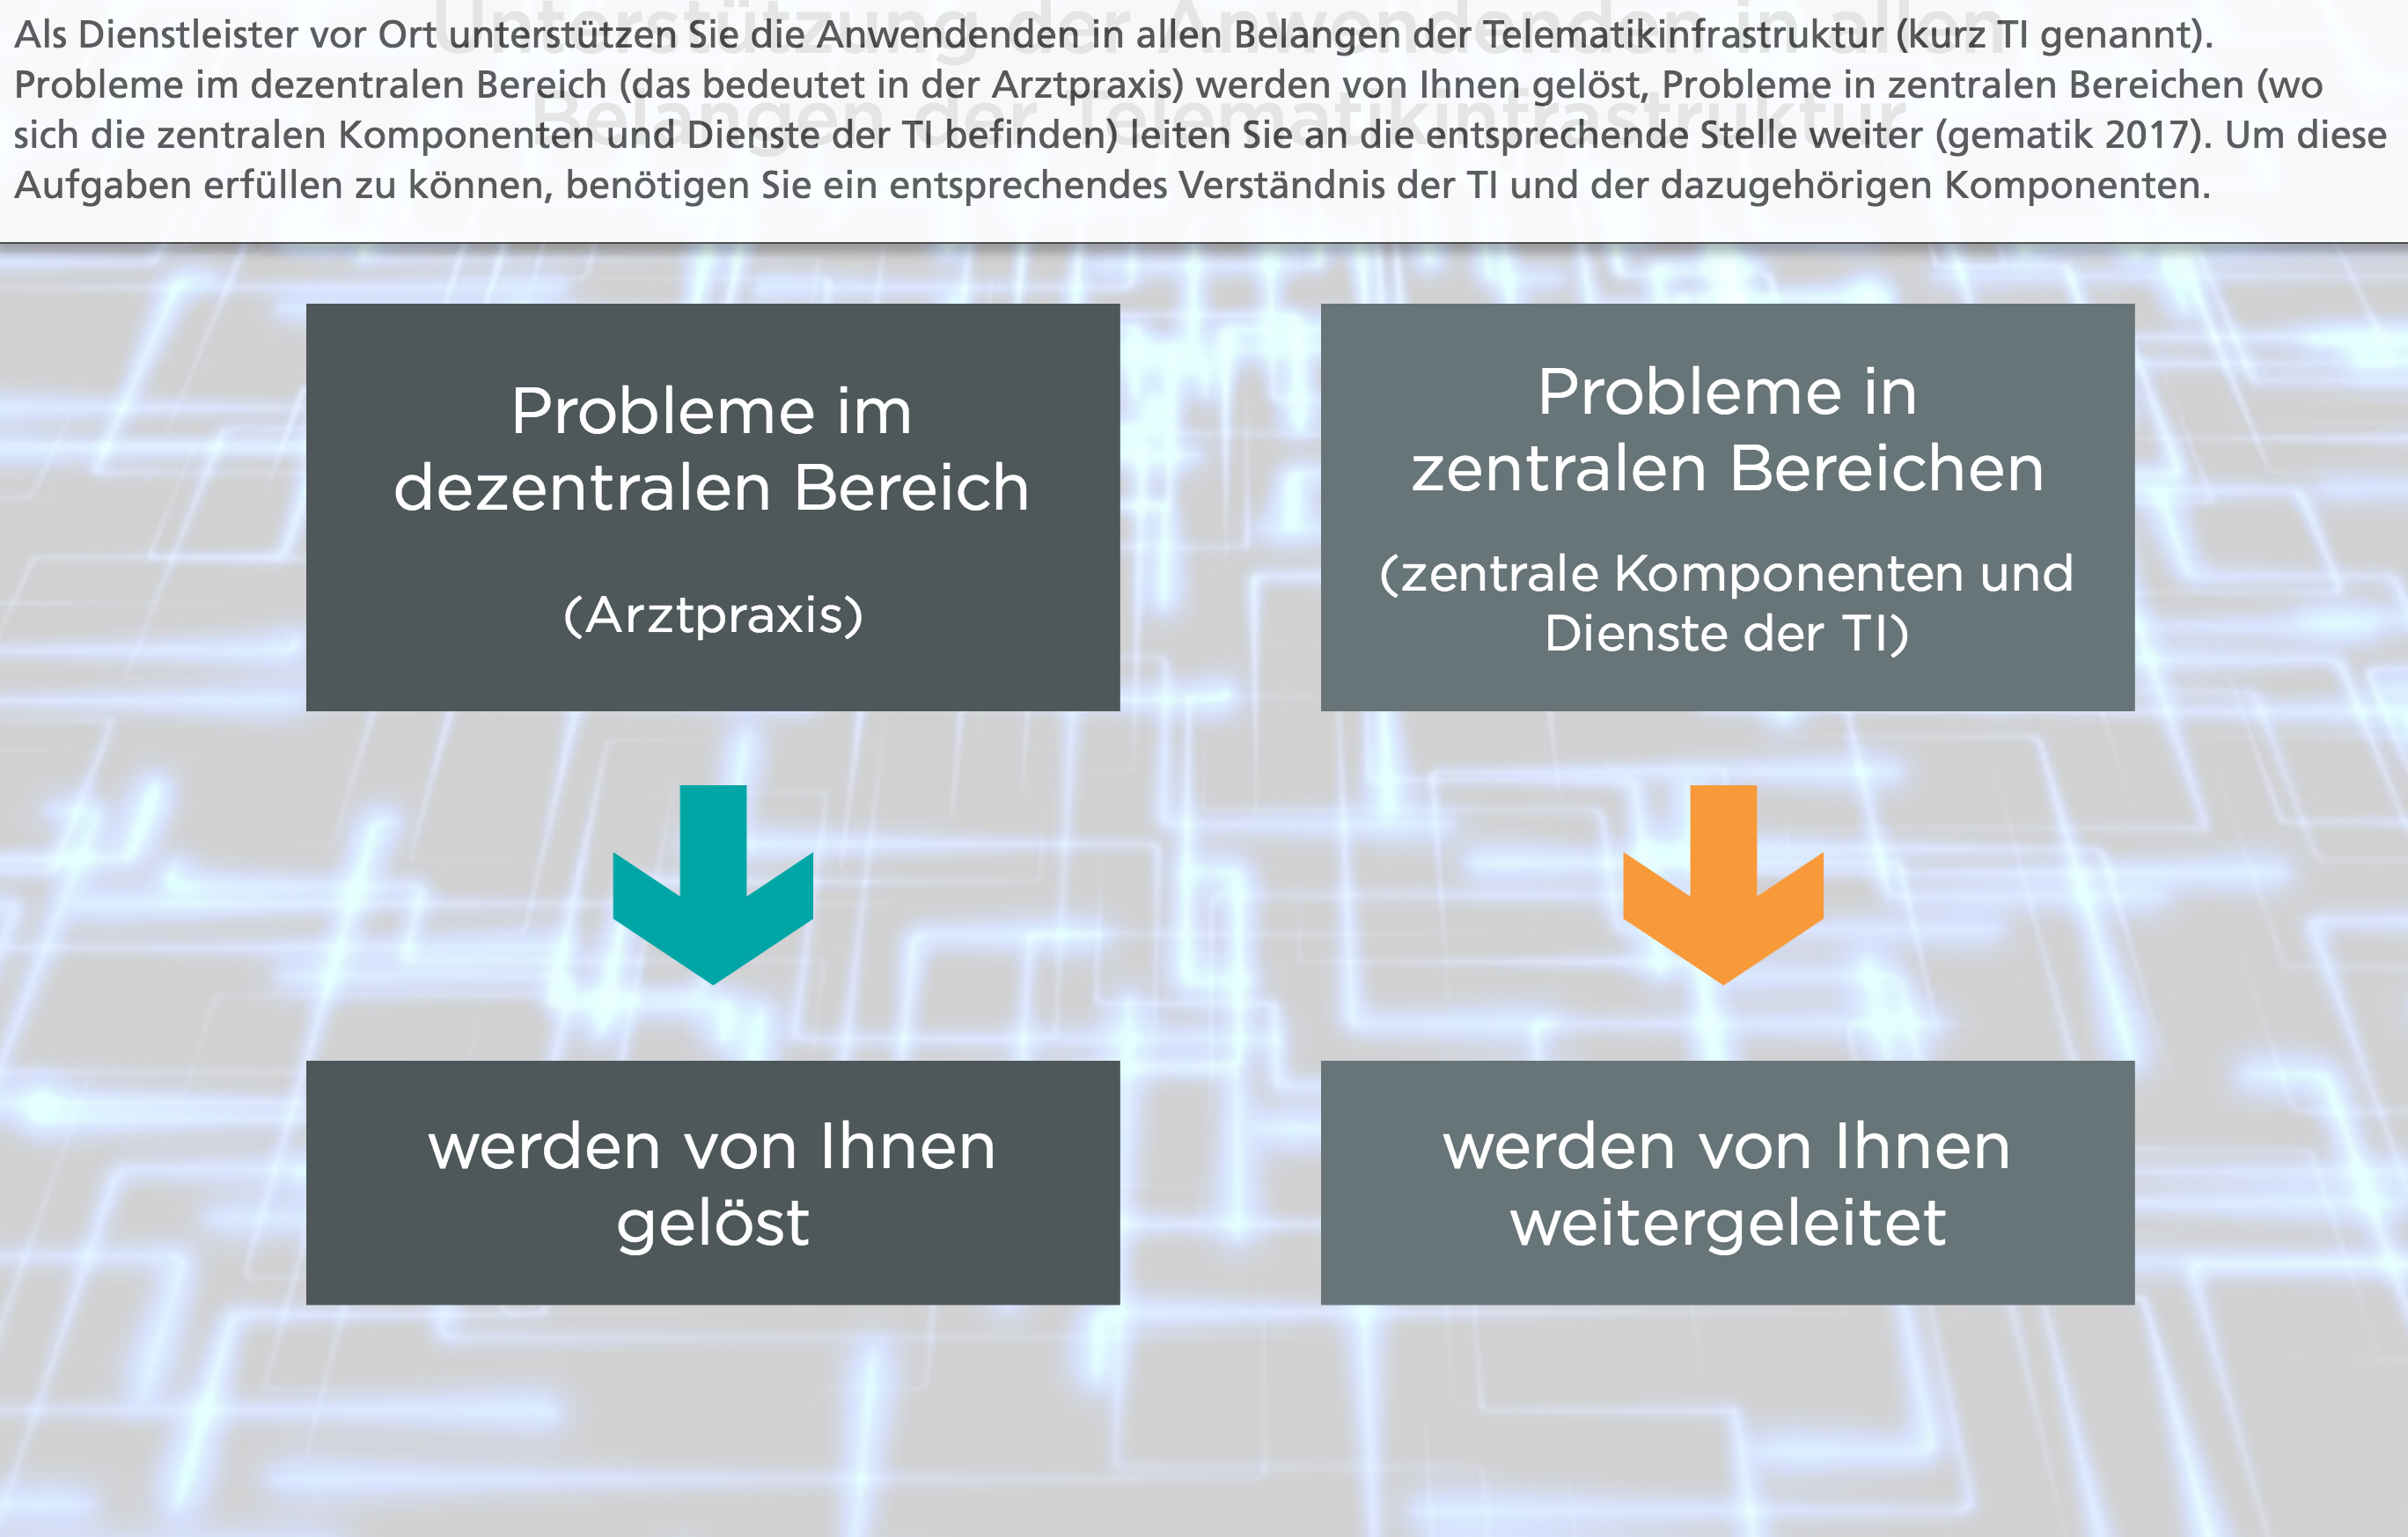 Unterstützung der Anwendenden in allen
Belangen der Telematikinfrastruktur
Als Dienstleister vor Ort unterstützen Sie die Anwendenden in allen Belangen der Telematikinfrastruktur (kurz TI genannt).
Probleme im dezentralen Bereich (das bedeutet in der Arztpraxis) werden von Ihnen gelöst, Probleme in zentralen Bereichen (wo
sich die zentralen Komponenten und Dienste der TI befinden) leiten Sie an die entsprechende Stelle weiter (gematik 2017). Um diese
Aufgaben erfüllen zu können, benötigen Sie ein entsprechendes Verständnis der TI und der dazugehörigen Komponenten.
Probleme im
dezentralen Bereich
(Arztpraxis)
werden von Ihnen
gelöst
Probleme in
zentralen Bereichen
(zentrale Komponenten und
Dienste der TI)
werden von Ihnen
weitergeleitet